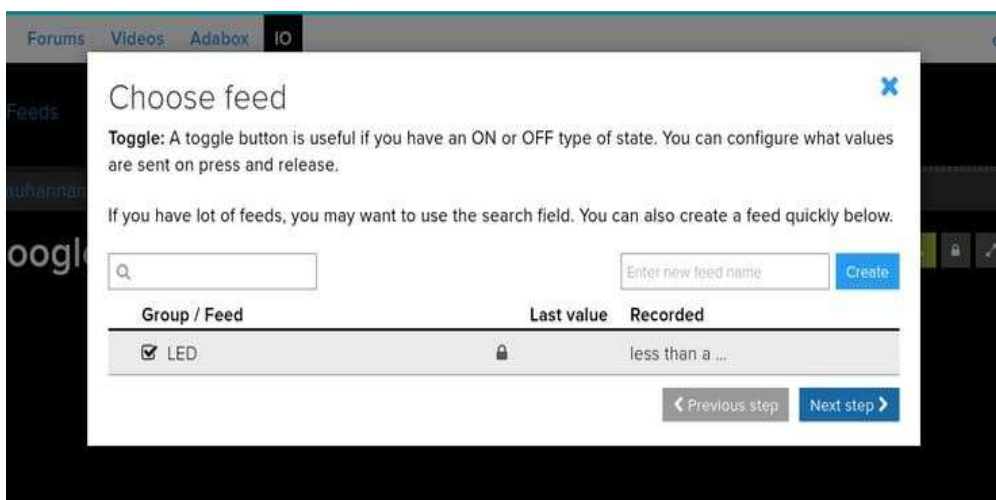 Forums Videos Adabox IO
Choose feed
Feeds
Toggle: A toggle button is useful if you have an ON or OFF type of state. You can configure what values
are sent on press and release.
If you have lot of feeds, you may want to use the search field. You can also create a feed quickly below.
oogl
Enter new feed name Create
Group / Feed Last value Recorded
LED less than a ...
Previous step Next step